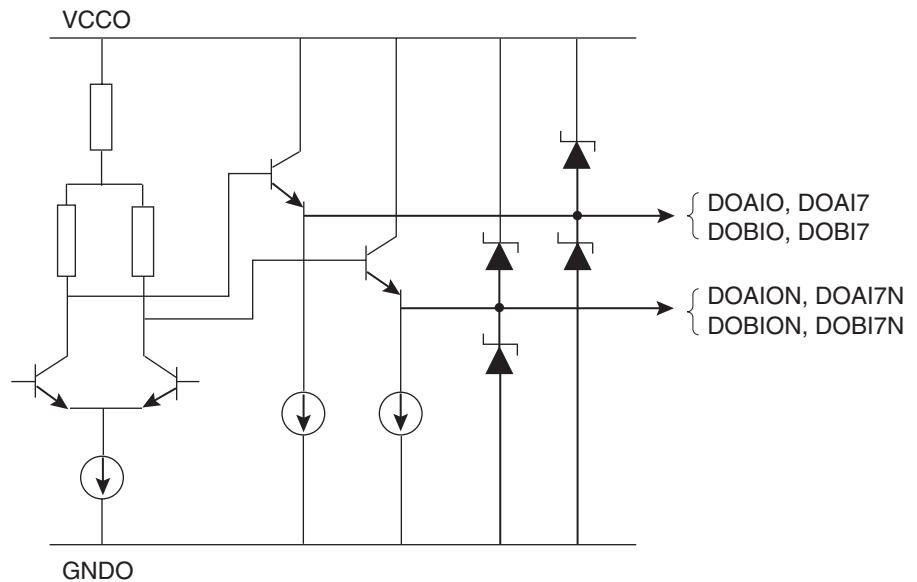 VCCO
DOAIO, DOAI7
DOBIO, DOBI7
DOAION, DOAI7N
DOBION, DOBI7N
GNDO